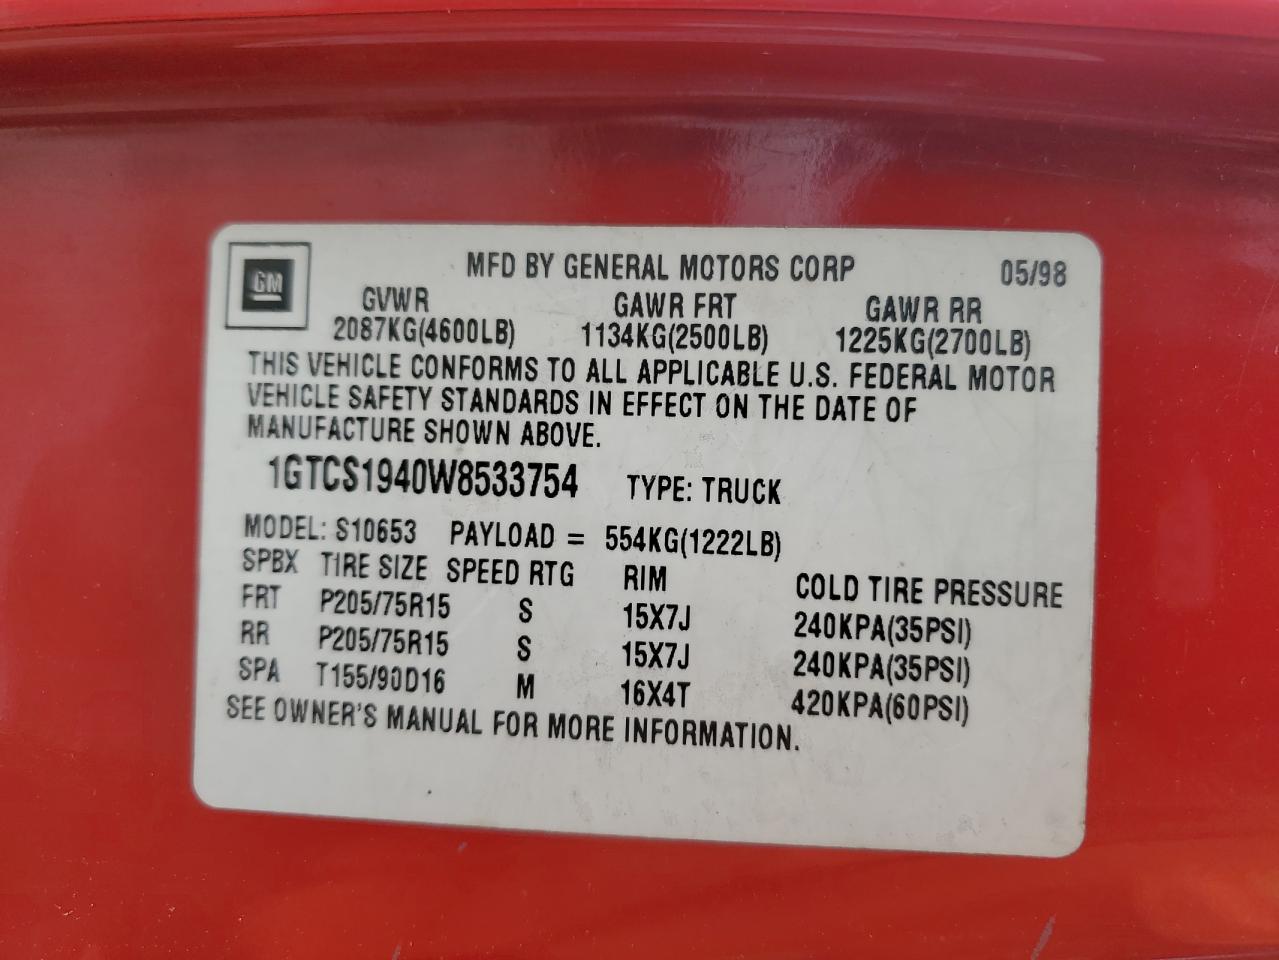 MFD BY GENERAL MOTORS CORP 05/98
GM
GVWR GAWR FRT GAWR RR
2087KG(4600LB) 1134KG(2500LB) 1225KG(2700LB)
THIS VEHICLE CONFORMS TO ALL APPLICABLE U.S. FEDERAL MOTOR
VEHICLE SAFETY STANDARDS IN EFFECT ON THE DATE OF
MANUFACTURE SHOWN ABOVE.
1GTCS1940W8533754 TYPE: TRUCK
MODEL: S10653 PAYLOAD = 554KG(1222LB)
SPBX TIRE SIZE SPEED RTG RIM COLD TIRE PRESSURE
FRT P205/75R15 S 15X7J 240KPA(35PSI)
RR P205/75R15 S 15X7J 240KPA(35PSI)
SPA T155/90D16 M 16X4T 420KPA(60PSI)
SEE OWNER'S MANUAL FOR MORE INFORMATION.